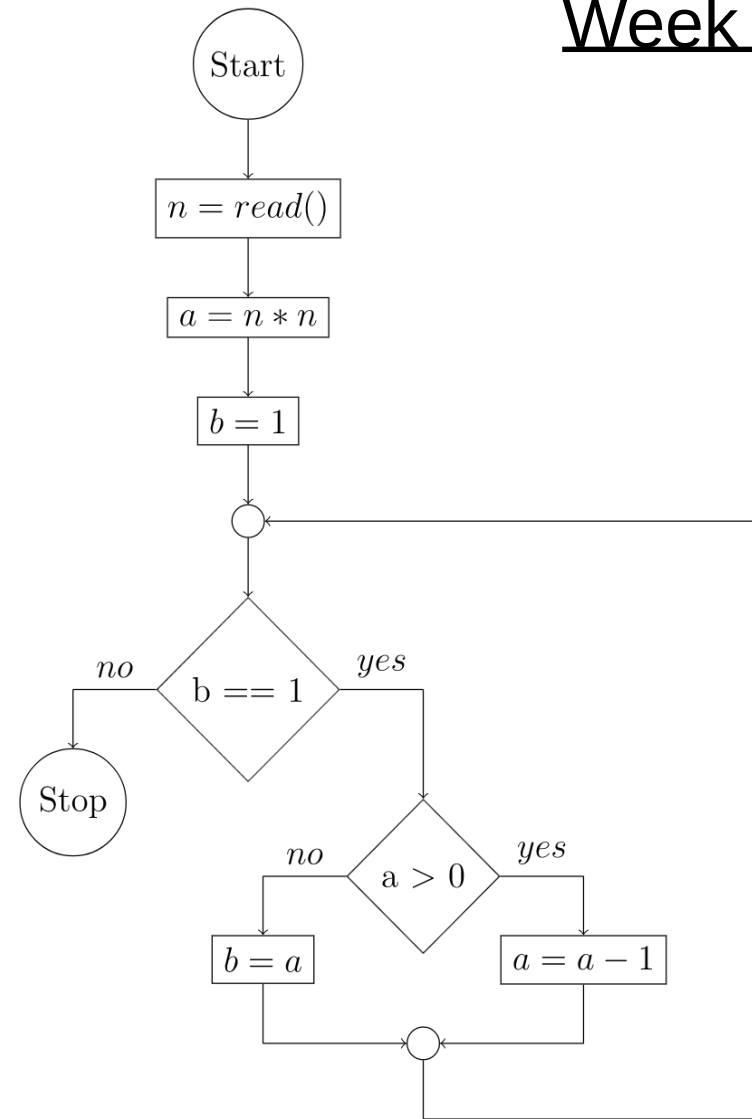 Week
Start
n = read()
a = n ∗ n
b = 1
no
yes
b == 1
Stop
no
yes
a > 0
b = a
a = a − 1